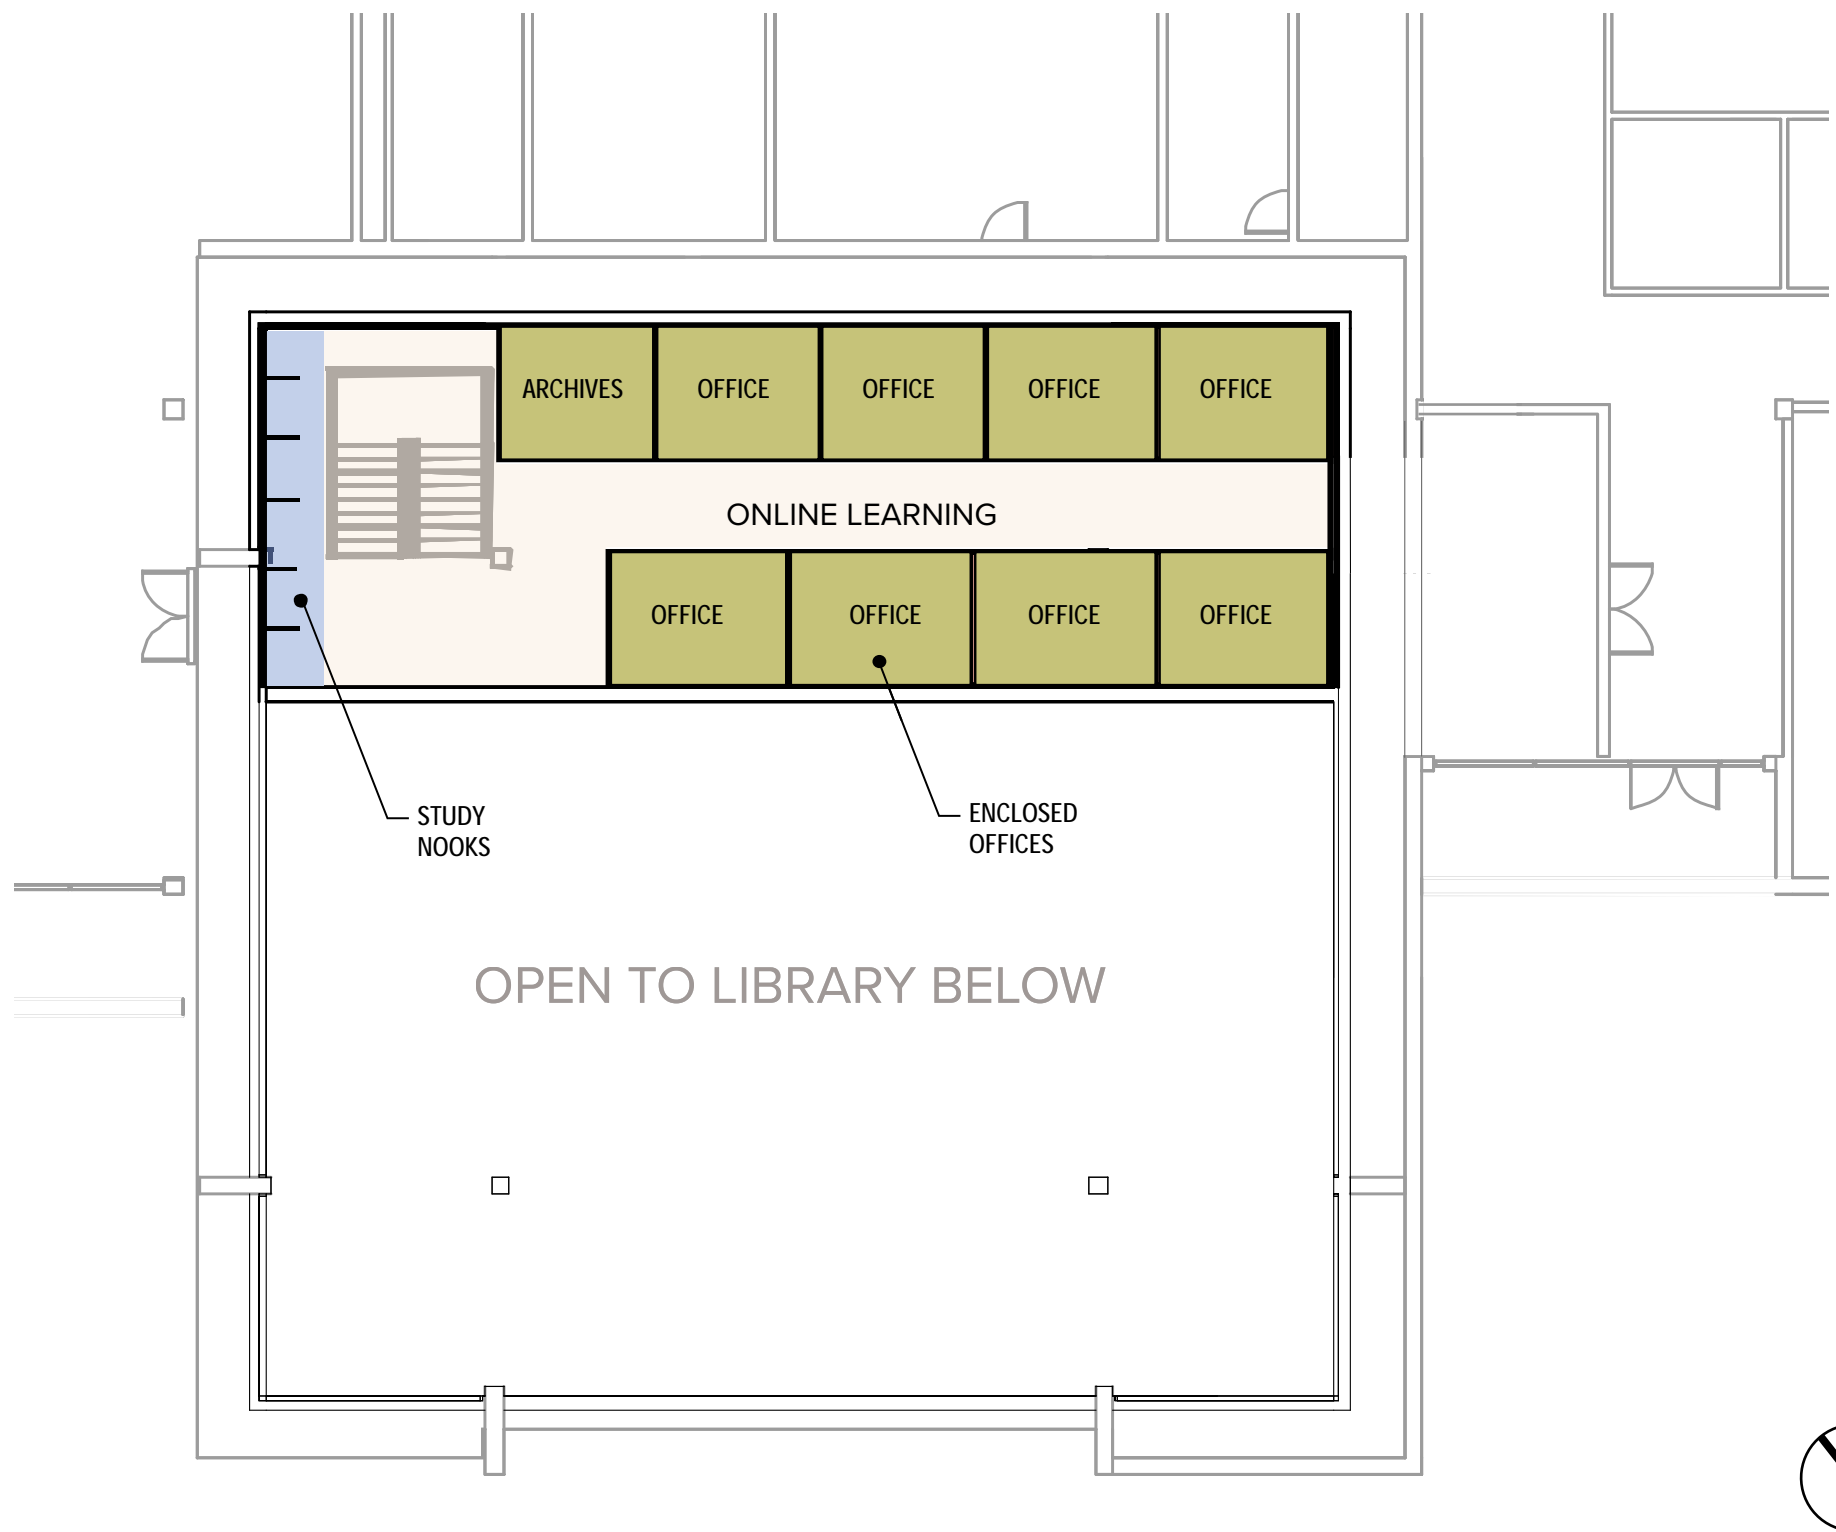 ARCHIVES
OFFICE
OFFICE
OFFICE
OFFICE
ONLINE LEARNING
OFFICE
OFFICE
OFFICE
OFFICE
STUDY
NOOKS
ENCLOSED
OFFICES
OPEN TO LIBRARY BELOW